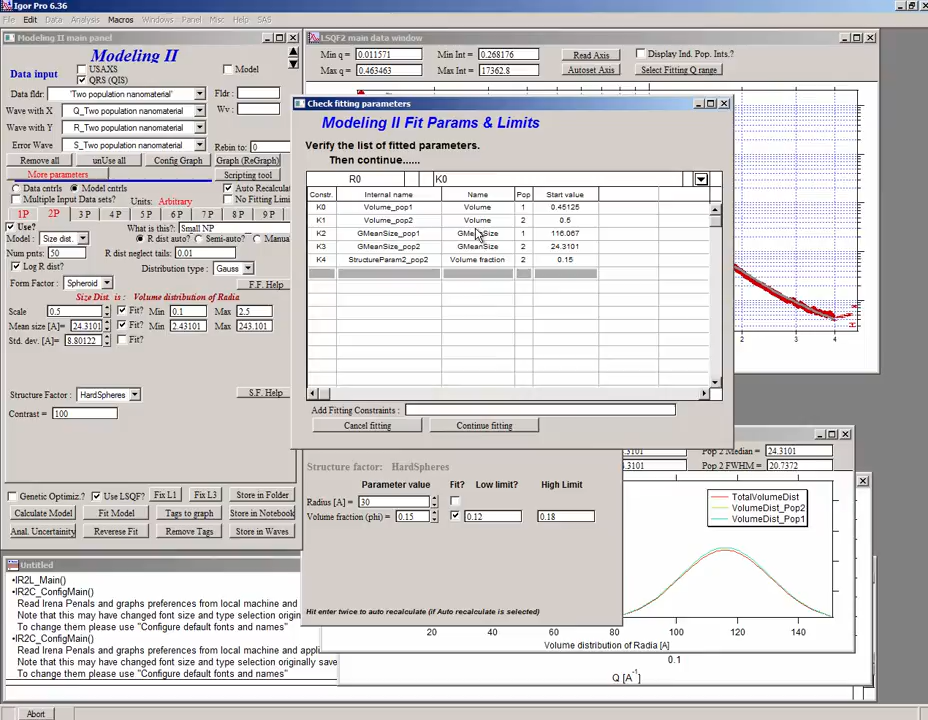 Igor Pro 6.36
File Edit Data Analysis Macros Windows Panel Misc Help SAS
Modeling II main panel
Modeling II
Data input
USAXS
QRS (QIS)
Model
Data fldr: 'Two population nanomaterial'
Fldr :
Wave with X Q_Two population nanomaterial
Wv :
Wave with Y R_Two population nanomaterial
Error Wave S_Two population nanomaterial
Rebin to: 0
Remove all unUse all Config Graph Graph (ReGraph)
More parameters Scripting tool
Data cntrls Model cntrls Auto Recalcula
Multiple Input Data sets? Units: Arbitrary No Fitting Limit
1P 2P 3 P 4 P 5 P 6 P 7 P 8 P 9 P
Use? What is this?: Small NP
Model : Size dist. R dist auto? Semi-auto? Manua
Num pnts: 50 R dist neglect tails: 0.01
Log R dist? Distribution type : Gauss
Form Factor : Spheroid F.F. Help
Size Dist. is : Volume distribution of Radia
Scale 0.5 Fit? Min 0.1 Max 2.5
Mean size [A]= 24.3101 Fit? Min 2.43101 Max 243.101
Std. dev. [A]= 8.80122 Fit?
Structure Factor : HardSpheres S.F. Help
Contrast = 100
Genetic Optimiz.? Use LSQF? Fix L1 Fix L3 Store in Folder
Calculate Model Fit Model Tags to graph Store in Notebook
Anal. Uncertainity Reverese Fit Remove Tags Store in Waves
LSQF2 main data window
Min q = 0.011571 Min Int = 0.268176 Read Axis Display Ind. Pop. Ints.?
Max q = 0.463463 Max Int = 17362.8 Autoset Axis Select Fitting Q range
Check fitting parameters
Modeling II Fit Params & Limits
Verify the list of fitted parameters.
Then continue......
R0 K0
Constr. Internal name Name Pop Start value
K0 Volume_pop1 Volume 1 0.45125
K1 Volume_pop2 Volume 2 0.5
K2 GMeanSize_pop1 GMeanSize 1 116.067
K3 GMeanSize_pop2 GMeanSize 2 24.3101
K4 StructureParam2_pop2 Volume fraction 2 0.15
Add Fitting Constraints :
Cancel fitting Continue fitting
2 3 4
Structure factor: HardSpheres
Parameter value Fit? Low limit? High Limit
Radius [A] = 30
Volume fraction (phi) = 0.15 0.12 0.18
Hit enter twice to auto recalculate (if Auto recalculate is selected)
.3101 Pop 2 Median = 24.3101
Pop 2 FWHM = 20.7372
TotalVolumeDist
VolumeDist_Pop2
VolumeDist_Pop1
20 40 60 80 100 120 140
Volume distribution of Radia [A]
0.1
Q [A⁻¹]
Untitled
•IR2L_Main()
•IR2C_ConfigMain()
Read Irena Penals and graphs preferences from local machine and
Note that this may have changed font size and type selection origin
To change them please use "Configure default fonts and names"
•IR2C_ConfigMain()
Read Irena Penals and graphs preferences from local machine and appli
Note that this may have changed font size and type selection originally save
To change them please use "Configure default fonts and names"
Abort